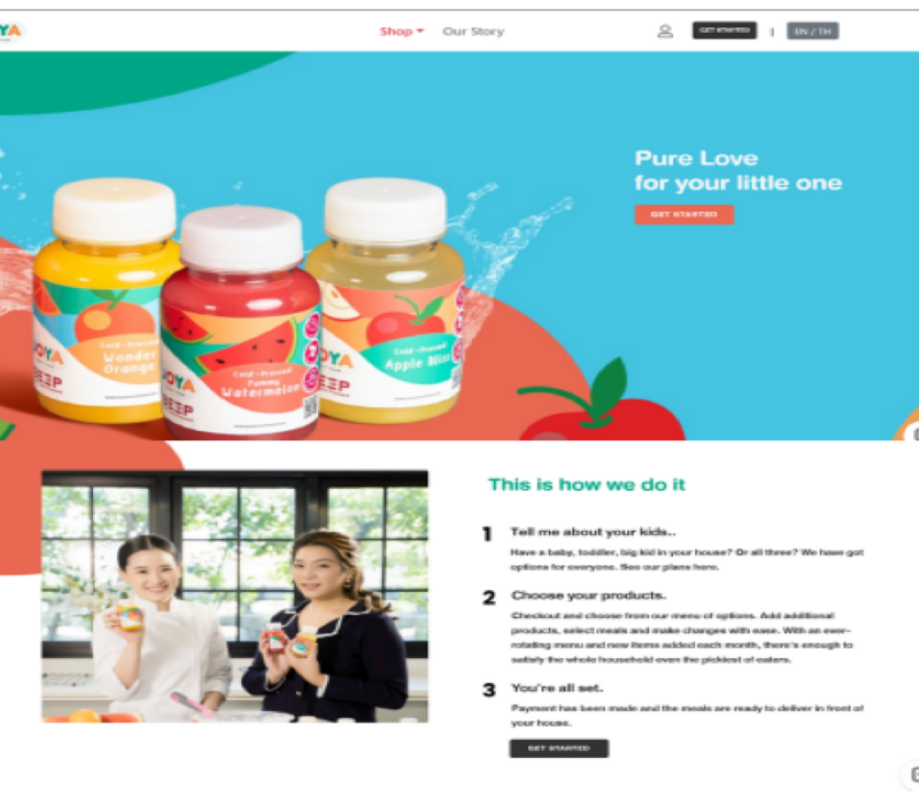 YA
Shop
Our Story
GET STARTED
|
EN / TH
Pure Love
for your little one
GET STARTED
Cold-Pressed
Wonder
Orange
OYA
Cold-Pressed
Yummy
Watermelon
OYA
Cold-Pressed
Apple Bliss
OYA
This is how we do it
1 Tell me about your kids..
Have a baby, toddler, big kid in your house? Or all three? We have got
options for everyone. See our plans here.
2 Choose your products.
Checkout and choose from our menu of options. Add additional
products, select meals and make changes with ease. With an ever-
rotating menu and new items added each month, there's enough to
satisfy the whole household even the pickiest of eaters.
3 You're all set.
Payment has been made and the meals are ready to deliver in front of
your house.
GET STARTED